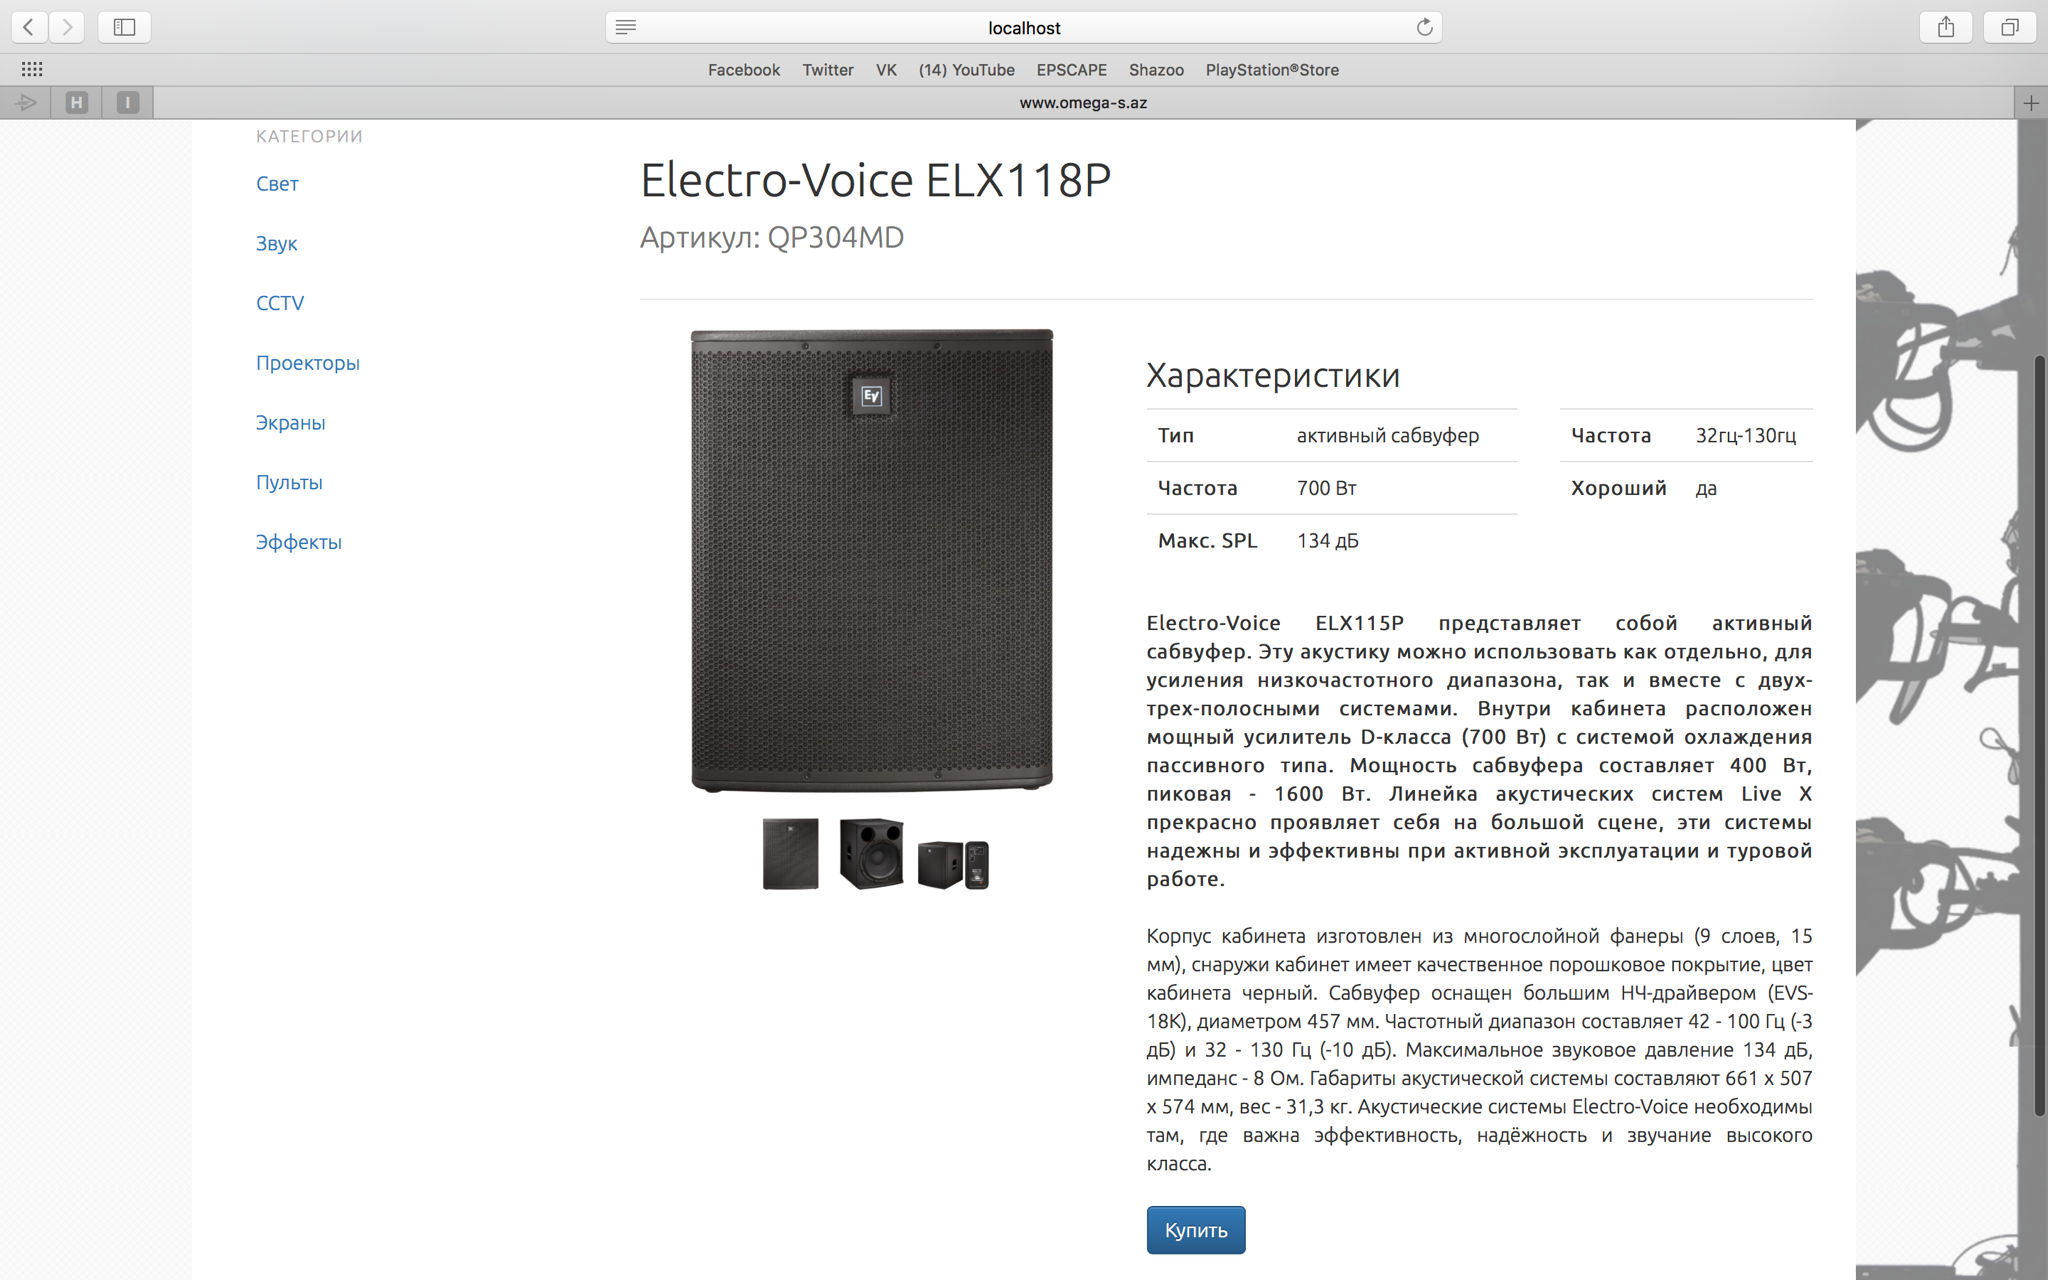 localhost
Facebook Twitter VK (14) YouTube EPSCAPE Shazoo PlayStation®Store
H I www.omega-s.az
КАТЕГОРИИ
Свет
Звук
CCTV
Проекторы
Экраны
Пульты
Эффекты
Electro-Voice ELX118P
Артикул: QP304MD
EV
Характеристики
Тип активный сабвуфер
Частота 700 Вт
Макс. SPL 134 дБ
Частота 32гц-130гц
Хороший да
Electro-Voice ELX115P представляет собой активный
сабвуфер. Эту акустику можно использовать как отдельно, для
усиления низкочастотного диапазона, так и вместе с двух-
трех-полосными системами. Внутри кабинета расположен
мощный усилитель D-класса (700 Вт) с системой охлаждения
пассивного типа. Мощность сабвуфера составляет 400 Вт,
пиковая - 1600 Вт. Линейка акустических систем Live X
прекрасно проявляет себя на большой сцене, эти системы
надежны и эффективны при активной эксплуатации и туровой
работе.
Корпус кабинета изготовлен из многослойной фанеры (9 слоев, 15
мм), снаружи кабинет имеет качественное порошковое покрытие, цвет
кабинета черный. Сабвуфер оснащен большим НЧ-драйвером (EVS-
18K), диаметром 457 мм. Частотный диапазон составляет 42 - 100 Гц (-3
дБ) и 32 - 130 Гц (-10 дБ). Максимальное звуковое давление 134 дБ,
импеданс - 8 Ом. Габариты акустической системы составляют 661 х 507
х 574 мм, вес - 31,3 кг. Акустические системы Electro-Voice необходимы
там, где важна эффективность, надёжность и звучание высокого
класса.
Купить